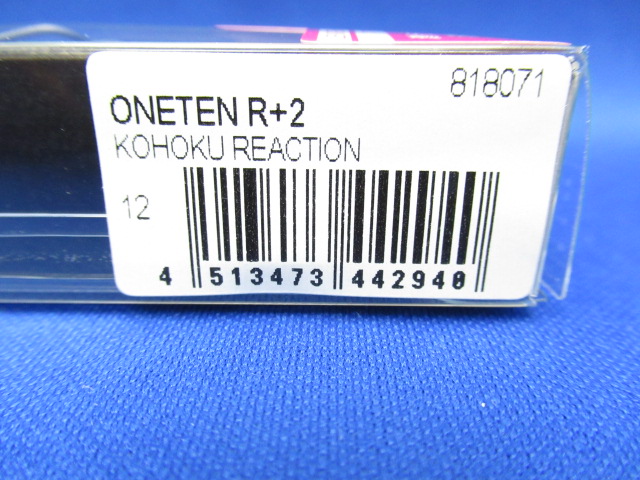 818071
ONETEN R+2
KOHOKU REACTION
12
4 513473 442940